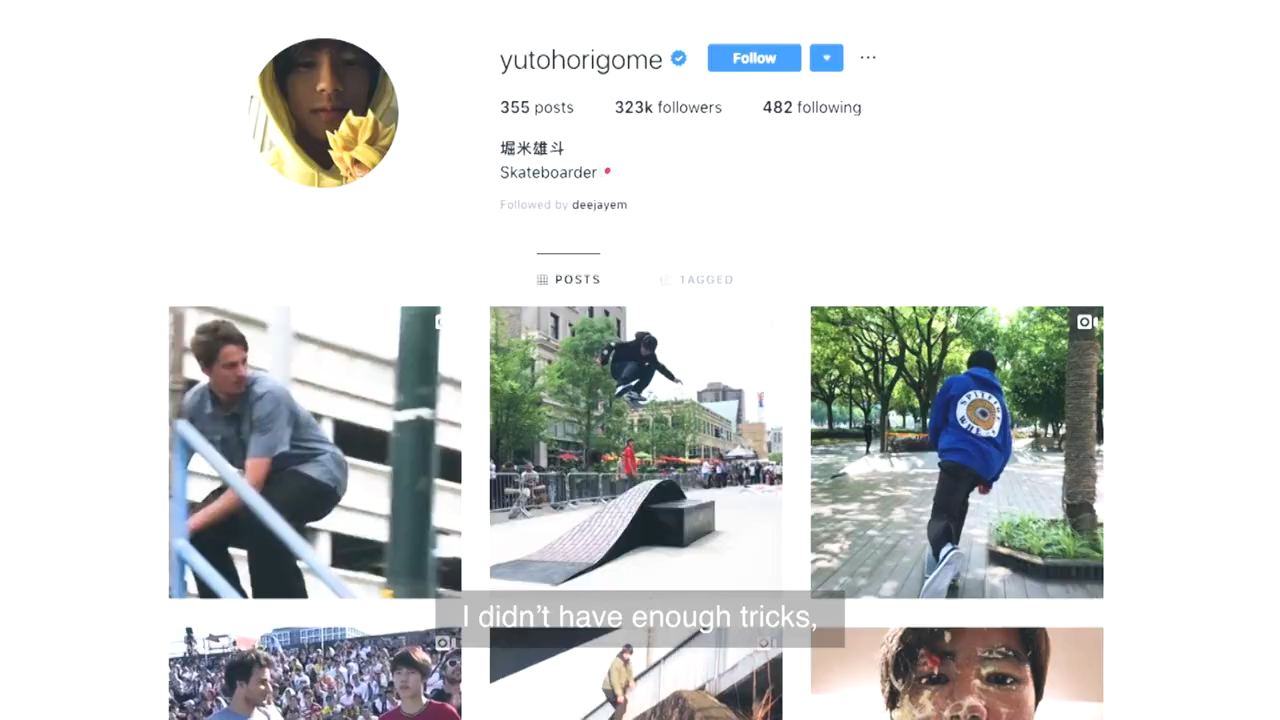 yutohorigome
Follow
355 posts 323k followers 482 following
堀米雄斗
Skateboarder
Followed by deejayem
POSTS TAGGED
SPITFIRE
I didn't have enough tricks,